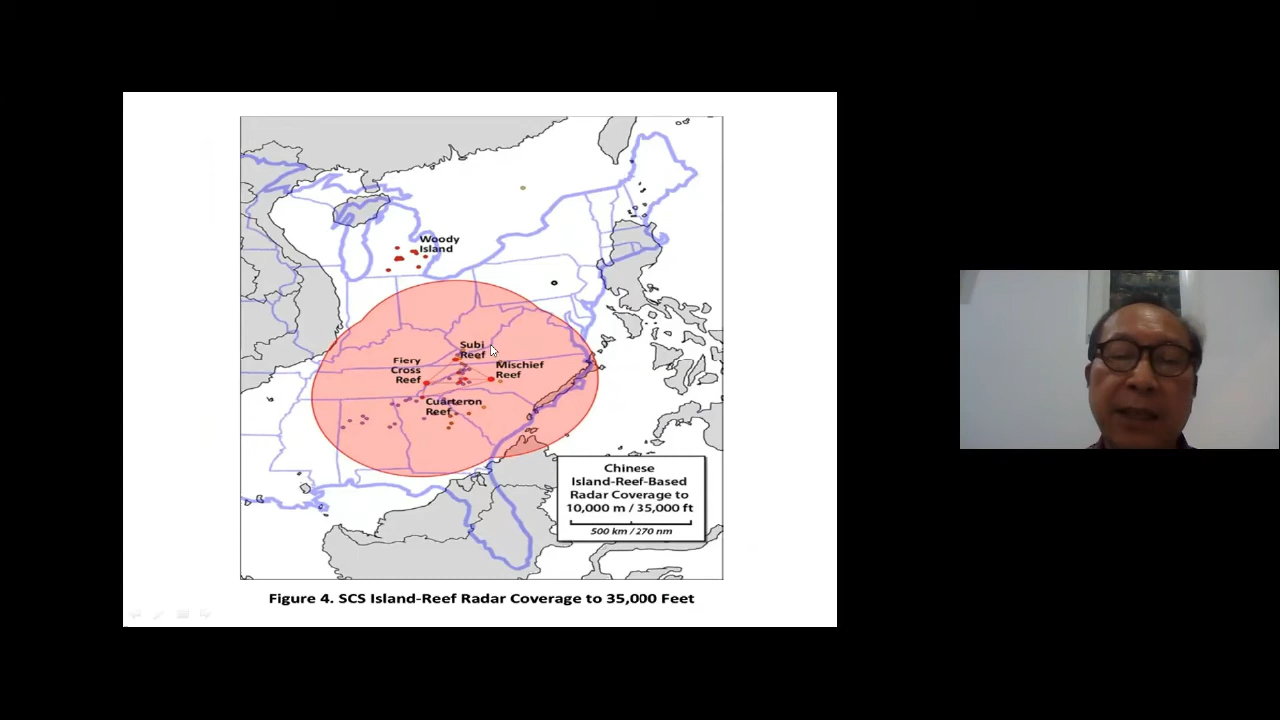 Woody
Island
Subi
Reef
Fiery
Cross
Reef
Mischief
Reef
Cuarteron
Reef
Chinese
Island-Reef-Based
Radar Coverage to
10,000 m / 35,000 ft
500 km / 270 nm
Figure 4. SCS Island-Reef Radar Coverage to 35,000 Feet